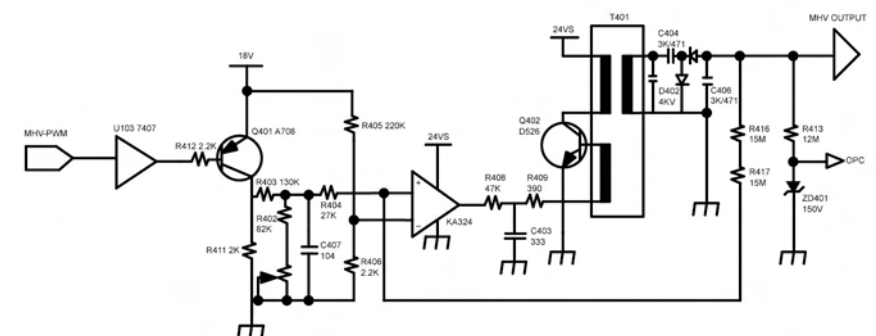 MHV OUTPUT
T401
24VS
C404
3K/471
18V
D402
4KV
C406
3K/471
MHV-PWM
U103 7407
Q401 A708
R405 220K
Q402
D526
R416
15M
R413
12M
R412 2.2K
24VS
OPC
R403 130K
R408
47K
R409
390
R417
15M
R404
27K
+
-
KA324
ZD401
150V
R402
82K
C403
333
R411 2K
C407
104
R406
2.2K